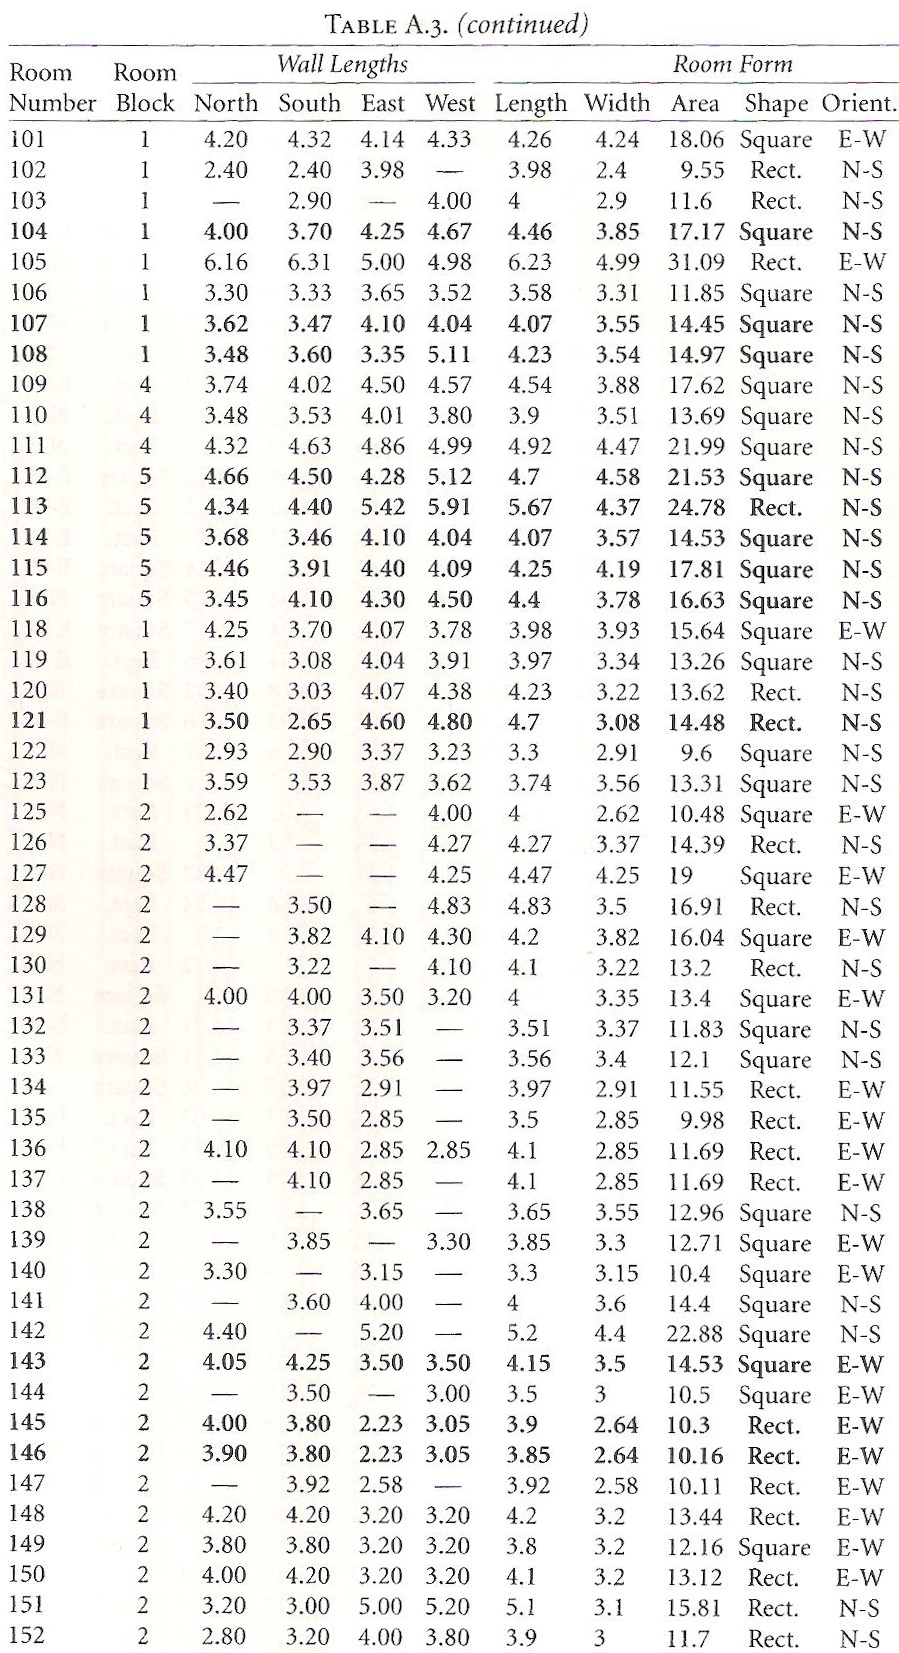 TABLE A.3. (continued)
Wall Lengths Room Form
Room Room
Number Block North South East West Length Width Area Shape Orient.
101 1 4.20 4.32 4.14 4.33 4.26 4.24 18.06 Square E-W
102 1 2.40 2.40 3.98 — 3.98 2.4 9.55 Rect. N-S
103 1 — 2.90 — 4.00 4 2.9 11.6 Rect. N-S
104 1 4.00 3.70 4.25 4.67 4.46 3.85 17.17 Square N-S
105 1 6.16 6.31 5.00 4.98 6.23 4.99 31.09 Rect. E-W
106 1 3.30 3.33 3.65 3.52 3.58 3.31 11.85 Square N-S
107 1 3.62 3.47 4.10 4.04 4.07 3.55 14.45 Square N-S
108 1 3.48 3.60 3.35 5.11 4.23 3.54 14.97 Square N-S
109 4 3.74 4.02 4.50 4.57 4.54 3.88 17.62 Square N-S
110 4 3.48 3.53 4.01 3.80 3.9 3.51 13.69 Square N-S
111 4 4.32 4.63 4.86 4.99 4.92 4.47 21.99 Square N-S
112 5 4.66 4.50 4.28 5.12 4.7 4.58 21.53 Square N-S
113 5 4.34 4.40 5.42 5.91 5.67 4.37 24.78 Rect. N-S
114 5 3.68 3.46 4.10 4.04 4.07 3.57 14.53 Square N-S
115 5 4.46 3.91 4.40 4.09 4.25 4.19 17.81 Square N-S
116 5 3.45 4.10 4.30 4.50 4.4 3.78 16.63 Square N-S
118 1 4.25 3.70 4.07 3.78 3.98 3.93 15.64 Square E-W
119 1 3.61 3.08 4.04 3.91 3.97 3.34 13.26 Square N-S
120 1 3.40 3.03 4.07 4.38 4.23 3.22 13.62 Rect. N-S
121 1 3.50 2.65 4.60 4.80 4.7 3.08 14.48 Rect. N-S
122 1 2.93 2.90 3.37 3.23 3.3 2.91 9.6 Square N-S
123 1 3.59 3.53 3.87 3.62 3.74 3.56 13.31 Square N-S
125 2 2.62 — — 4.00 4 2.62 10.48 Square E-W
126 2 3.37 — — 4.27 4.27 3.37 14.39 Rect. N-S
127 2 4.47 — — 4.25 4.47 4.25 19 Square E-W
128 2 — 3.50 — 4.83 4.83 3.5 16.91 Rect. N-S
129 2 — 3.82 4.10 4.30 4.2 3.82 16.04 Square E-W
130 2 — 3.22 — 4.10 4.1 3.22 13.2 Rect. N-S
131 2 4.00 4.00 3.50 3.20 4 3.35 13.4 Square E-W
132 2 — 3.37 3.51 — 3.51 3.37 11.83 Square N-S
133 2 — 3.40 3.56 — 3.56 3.4 12.1 Square N-S
134 2 — 3.97 2.91 — 3.97 2.91 11.55 Rect. E-W
135 2 — 3.50 2.85 — 3.5 2.85 9.98 Rect. E-W
136 2 4.10 4.10 2.85 2.85 4.1 2.85 11.69 Rect. E-W
137 2 — 4.10 2.85 — 4.1 2.85 11.69 Rect. E-W
138 2 3.55 — 3.65 — 3.65 3.55 12.96 Square N-S
139 2 — 3.85 — 3.30 3.85 3.3 12.71 Square E-W
140 2 3.30 — 3.15 — 3.3 3.15 10.4 Square E-W
141 2 — 3.60 4.00 — 4 3.6 14.4 Square N-S
142 2 4.40 — 5.20 — 5.2 4.4 22.88 Square N-S
143 2 4.05 4.25 3.50 3.50 4.15 3.5 14.53 Square E-W
144 2 — 3.50 — 3.00 3.5 3 10.5 Square E-W
145 2 4.00 3.80 2.23 3.05 3.9 2.64 10.3 Rect. E-W
146 2 3.90 3.80 2.23 3.05 3.85 2.64 10.16 Rect. E-W
147 2 — 3.92 2.58 — 3.92 2.58 10.11 Rect. E-W
148 2 4.20 4.20 3.20 3.20 4.2 3.2 13.44 Rect. E-W
149 2 3.80 3.80 3.20 3.20 3.8 3.2 12.16 Square E-W
150 2 4.00 4.20 3.20 3.20 4.1 3.2 13.12 Rect. E-W
151 2 3.20 3.00 5.00 5.20 5.1 3.1 15.81 Rect. N-S
152 2 2.80 3.20 4.00 3.80 3.9 3 11.7 Rect. N-S